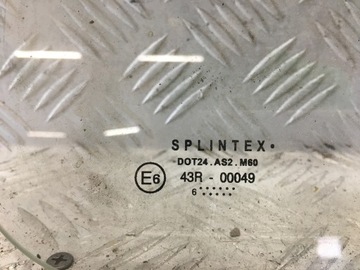 SPLINTEX•
DOT24.AS2.M60
E6 43R - 00049
6 ••••••
•••••